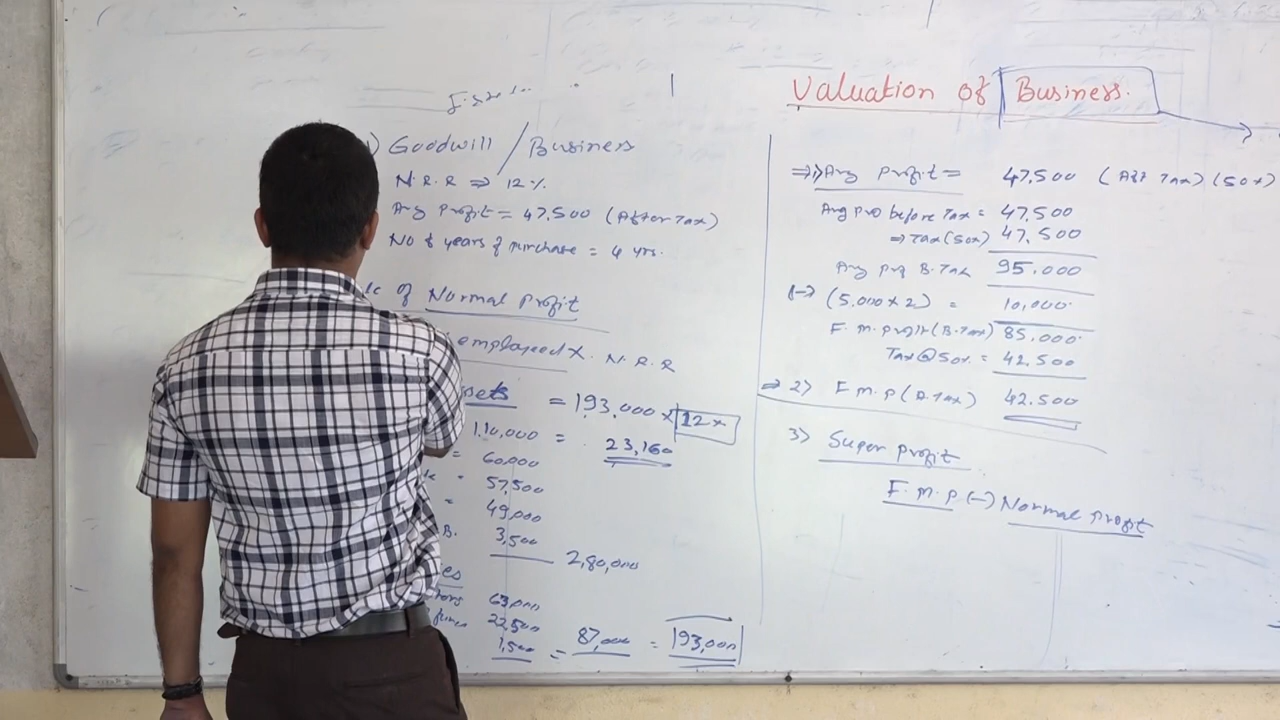 Valuation of Business.
1) Goodwill / Business
N.R.R ⇒ 12%
Avg Profit = 47,500 (After Tax)
No of years of purchase = 4 yrs.
of Normal Profit
employeed X. N.R.R
= 193,000 X 12%
1,10,000 = 23,160
= 60,000
= 57,500
= 49,000
B. 3,500 2,80,000
63,000
22,500
1,500 = 87,000 = 193,000
⇒ 1) Avg Profit = 47,500 (Aft Tax) (50%)
Avg Pro before Tax = 47,500
⇒ Tax (50%) 47,500
Avg Prof B. Tax 95,000
(-) (5,000 X 2) = 10,000
F.M. Profit (B. Tax) 85,000
Tax @ 50%. = 42,500
⇒ 2) F.M.P (A. Tax) 42,500
3) Super Profit
F.M.P (-) Normal Profit